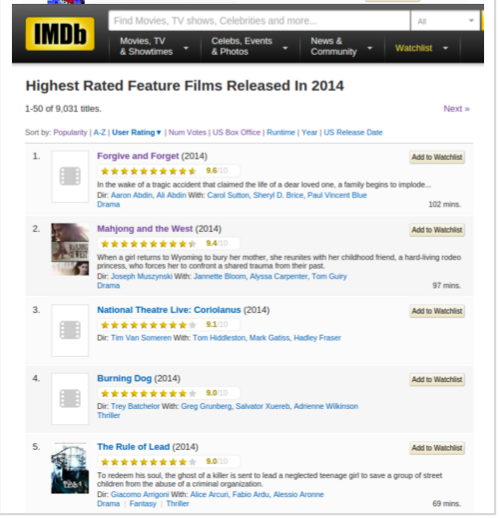 IMDb
Find Movies, TV shows, Celebrities and more...
All
Movies, TV
& Showtimes
Celebs, Events
& Photos
News &
Community
Watchlist
Highest Rated Feature Films Released In 2014
1-50 of 9,031 titles.
Next »
Sort by: Popularity | A-Z | User Rating▼ | Num Votes | US Box Office | Runtime | Year | US Release Date
1. Forgive and Forget (2014)
Add to Watchlist
9.6/10
In the wake of a tragic accident that claimed the life of a dear loved one, a family begins to implode...
Dir: Aaron Abdin, Ali Abdin With: Carol Sutton, Sheryl D. Brice, Paul Vincent Blue
Drama 102 mins.
2. Mahjong and the West (2014)
Add to Watchlist
9.4/10
When a girl returns to Wyoming to bury her mother, she reunites with her childhood friend, a hard-living rodeo
princess, who forces her to confront a shared trauma from their past.
Dir: Joseph Muszynski With: Jannette Bloom, Alyssa Carpenter, Tom Guiry
Drama 97 mins.
3. National Theatre Live: Coriolanus (2014)
Add to Watchlist
9.1/10
Dir: Tim Van Someren With: Tom Hiddleston, Mark Gatiss, Hadley Fraser
4. Burning Dog (2014)
Add to Watchlist
9.0/10
Dir: Trey Batchelor With: Greg Grunberg, Salvator Xuereb, Adrienne Wilkinson
Thriller
5. The Rule of Lead (2014)
Add to Watchlist
9.0/10
To redeem his soul, the ghost of a killer is sent to lead a neglected teenage girl to save a group of street
children from the abuse of a criminal organization.
Dir: Giacomo Arrigoni With: Alice Arcuri, Fabio Ardu, Alessio Aronne
Drama | Fantasy | Thriller 69 mins.